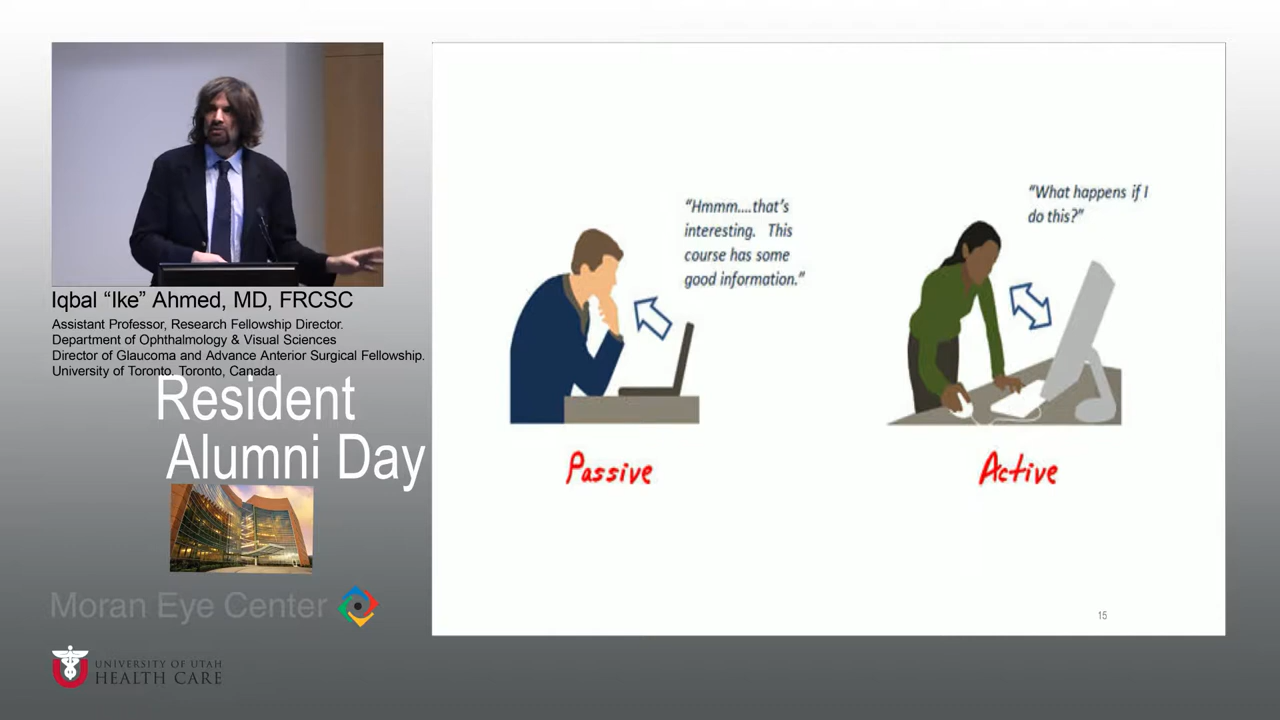 Iqbal “Ike” Ahmed, MD, FRCSC
Assistant Professor, Research Fellowship Director.
Department of Ophthalmology & Visual Sciences
Director of Glaucoma and Advance Anterior Surgical Fellowship.
University of Toronto, Toronto, Canada.
Resident
Alumni Day
Moran Eye Center
UNIVERSITY OF UTAH
HEALTH CARE
“Hmmm....that’s
interesting. This
course has some
good information.”
Passive
“What happens if I
do this?”
Active
15